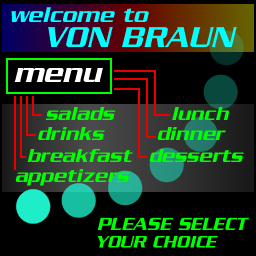 welcome to
VON BRAUN
menu
salads
lunch
drinks
dinner
breakfast
desserts
appetizers
PLEASE SELECT
YOUR CHOICE